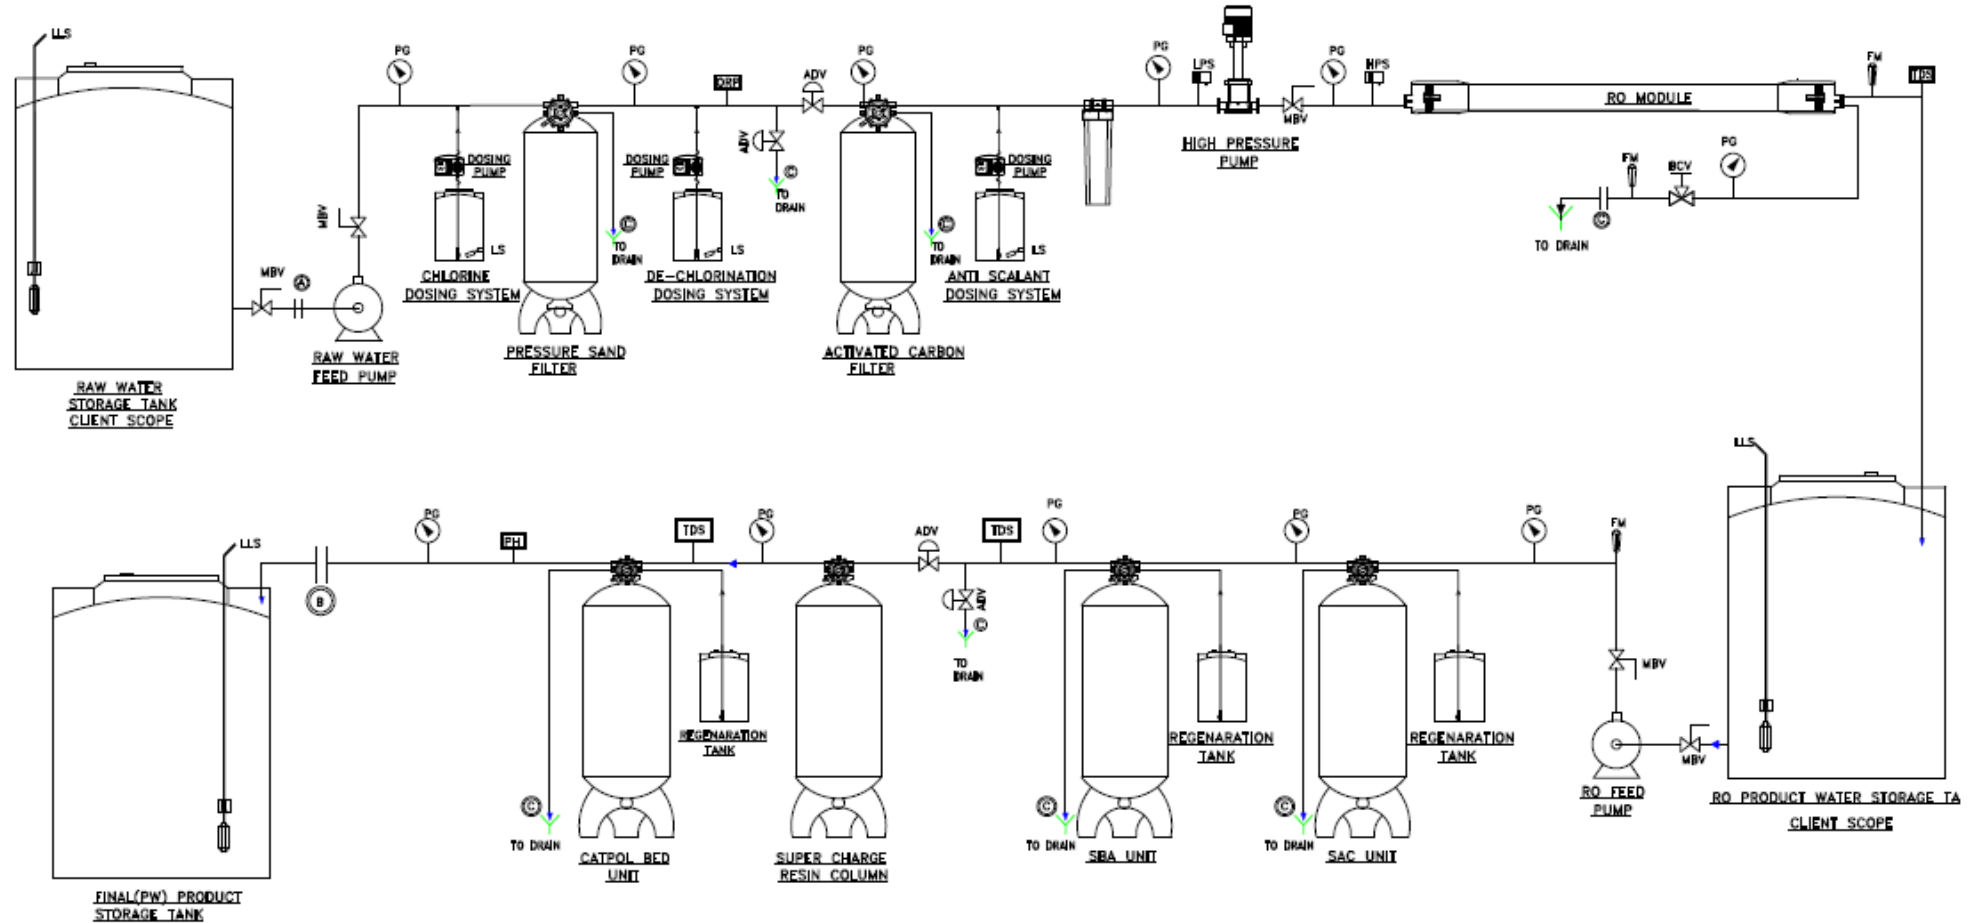 LLS
PG
PG
ORP
ADV
PG
PG
LPS
PG
HPS
FM
TDS
RO MODULE
MBV
HIGH PRESSURE
PUMP
DOSING
PUMP
DOSING
PUMP
ADV
C
TO
DRAIN
DOSING
PUMP
FM
BCV
PG
C
TO DRAIN
MBV
C
TO
DRAIN
C
TO
DRAIN
LS
LS
LS
MBV
A
CHLORINE
DOSING SYSTEM
DE-CHLORINATION
DOSING SYSTEM
ANTI SCALANT
DOSING SYSTEM
RAW WATER
FEED PUMP
PRESSURE SAND
FILTER
ACTIVATED CARBON
FILTER
RAW WATER
STORAGE TANK
CLIENT SCOPE
LLS
PG
PH
TDS
PG
ADV
TDS
PG
PG
PG
FM
LLS
B
ADV
C
TO
DRAIN
MBV
MBV
REGENARATION
TANK
REGENARATION
TANK
REGENARATION
TANK
C
TO DRAIN
C
TO DRAIN
C
TO DRAIN
RO FEED
PUMP
RO PRODUCT WATER STORAGE TA
CLIENT SCOPE
CATPOL BED
UNIT
SUPER CHARGE
RESIN COLUMN
SBA UNIT
SAC UNIT
FINAL(PW) PRODUCT
STORAGE TANK